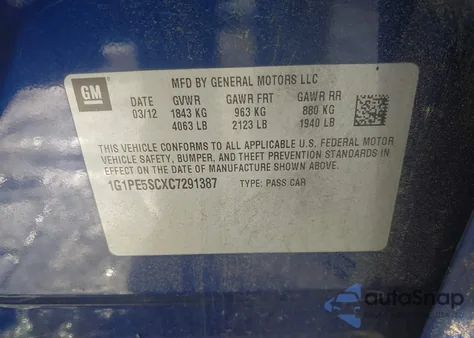 GM
MFD BY GENERAL MOTORS LLC
DATE GVWR GAWR FRT GAWR RR
03/12 1843 KG 963 KG 880 KG
4063 LB 2123 LB 1940 LB
THIS VEHICLE CONFORMS TO ALL APPLICABLE U.S. FEDERAL MOTOR
VEHICLE SAFETY, BUMPER, AND THEFT PREVENTION STANDARDS IN
EFFECT ON THE DATE OF MANUFACTURE SHOWN ABOVE.
1G1PE5SCXC7291387 TYPE: PASS CAR
autoSnap